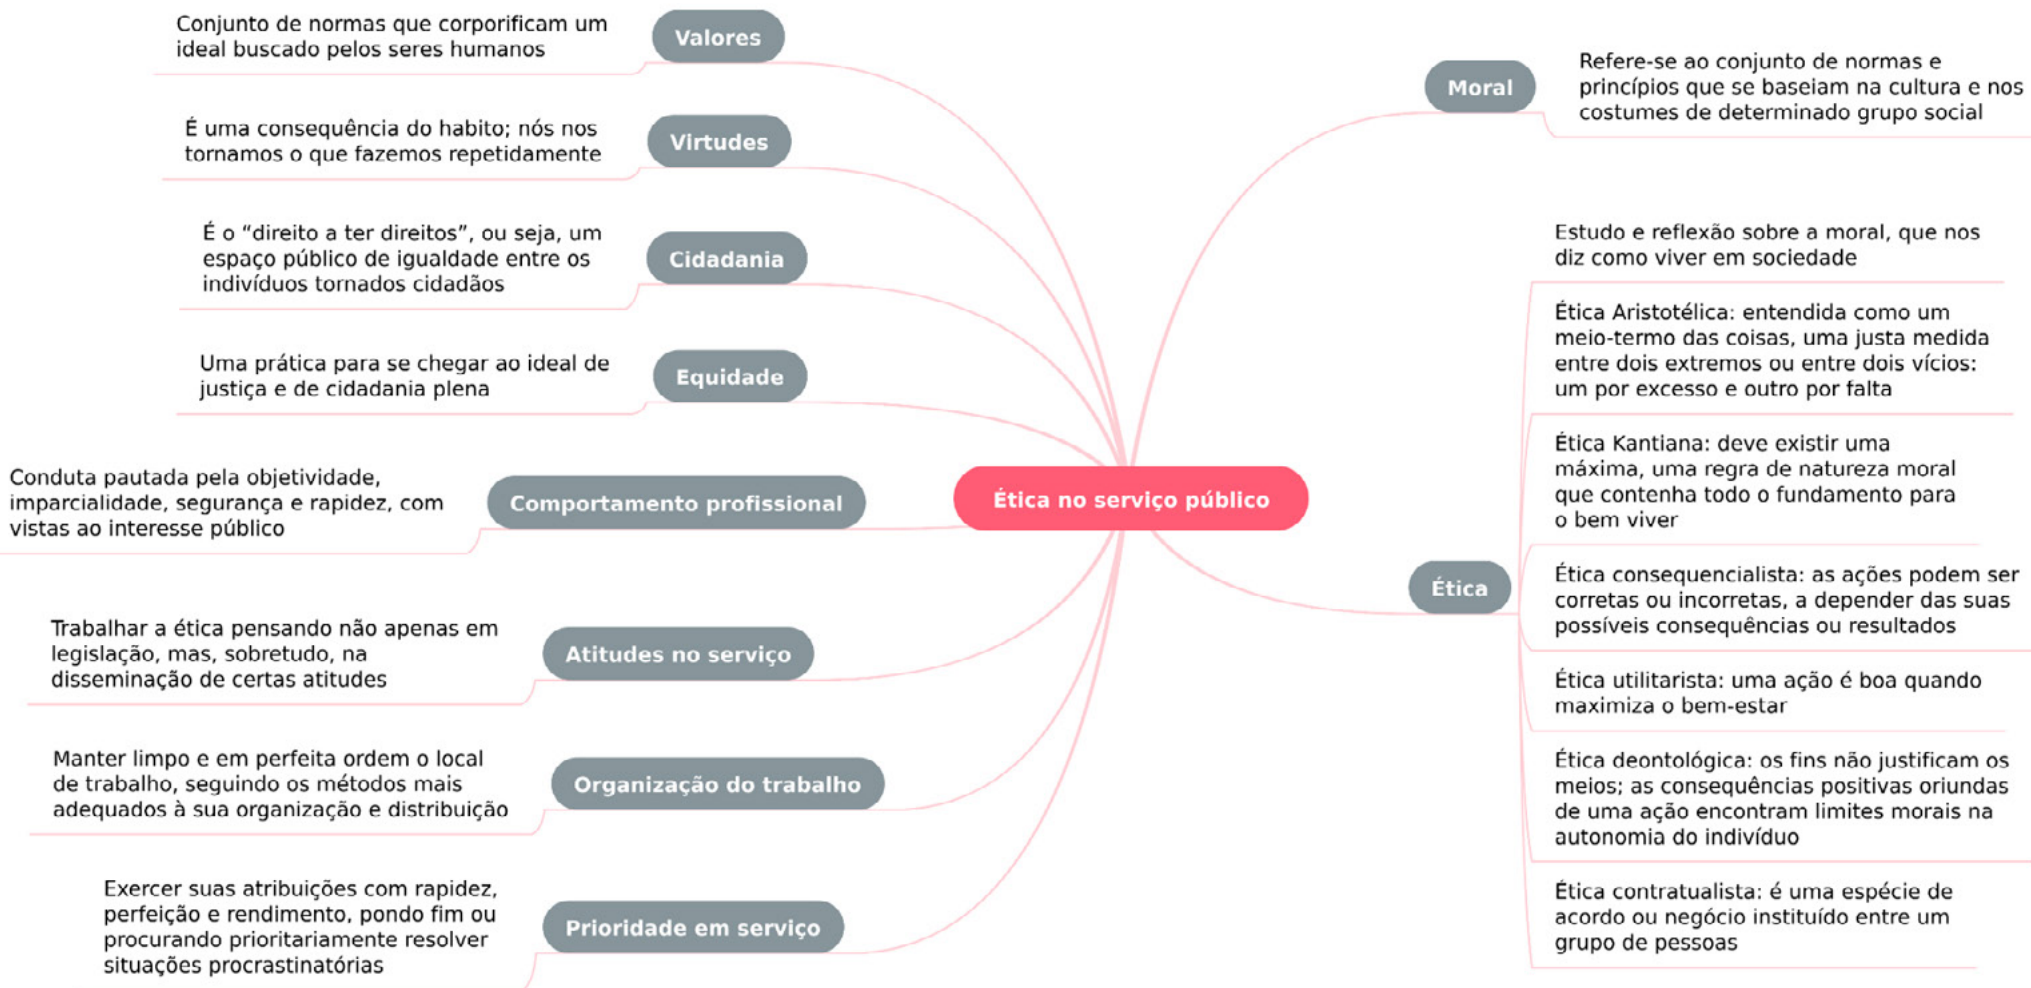 Ética no serviço público
Valores
Conjunto de normas que corporificam um
ideal buscado pelos seres humanos
Virtudes
É uma consequência do habito; nós nos
tornamos o que fazemos repetidamente
Cidadania
É o “direito a ter direitos”, ou seja, um
espaço público de igualdade entre os
indivíduos tornados cidadãos
Equidade
Uma prática para se chegar ao ideal de
justiça e de cidadania plena
Comportamento profissional
Conduta pautada pela objetividade,
imparcialidade, segurança e rapidez, com
vistas ao interesse público
Atitudes no serviço
Trabalhar a ética pensando não apenas em
legislação, mas, sobretudo, na
disseminação de certas atitudes
Organização do trabalho
Manter limpo e em perfeita ordem o local
de trabalho, seguindo os métodos mais
adequados à sua organização e distribuição
Prioridade em serviço
Exercer suas atribuições com rapidez,
perfeição e rendimento, pondo fim ou
procurando prioritariamente resolver
situações procrastinatórias
Moral
Refere-se ao conjunto de normas e
princípios que se baseiam na cultura e nos
costumes de determinado grupo social
Ética
Estudo e reflexão sobre a moral, que nos
diz como viver em sociedade
Ética Aristotélica: entendida como um
meio-termo das coisas, uma justa medida
entre dois extremos ou entre dois vícios:
um por excesso e outro por falta
Ética Kantiana: deve existir uma
máxima, uma regra de natureza moral
que contenha todo o fundamento para
o bem viver
Ética consequencialista: as ações podem ser
corretas ou incorretas, a depender das suas
possíveis consequências ou resultados
Ética utilitarista: uma ação é boa quando
maximiza o bem-estar
Ética deontológica: os fins não justificam os
meios; as consequências positivas oriundas
de uma ação encontram limites morais na
autonomia do indivíduo
Ética contratualista: é uma espécie de
acordo ou negócio instituído entre um
grupo de pessoas